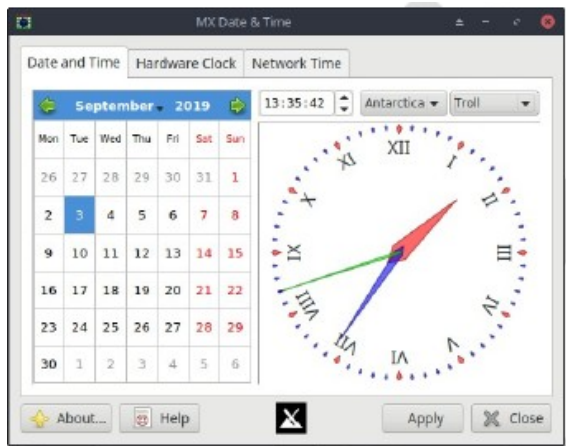 MX Date & Time
Date and Time Hardware Clock Network Time
September 2019 13:35:42 Antarctica Troll
Mon Tue Wed Thu Fri Sat Sun
26 27 28 29 30 31 1
2 3 4 5 6 7 8
9 10 11 12 13 14 15
16 17 18 19 20 21 22
23 24 25 26 27 28 29
30 1 2 3 4 5 6
XII
I
II
III
IV
V
VI
VII
VIII
IX
X
XI
About... Help X Apply Close